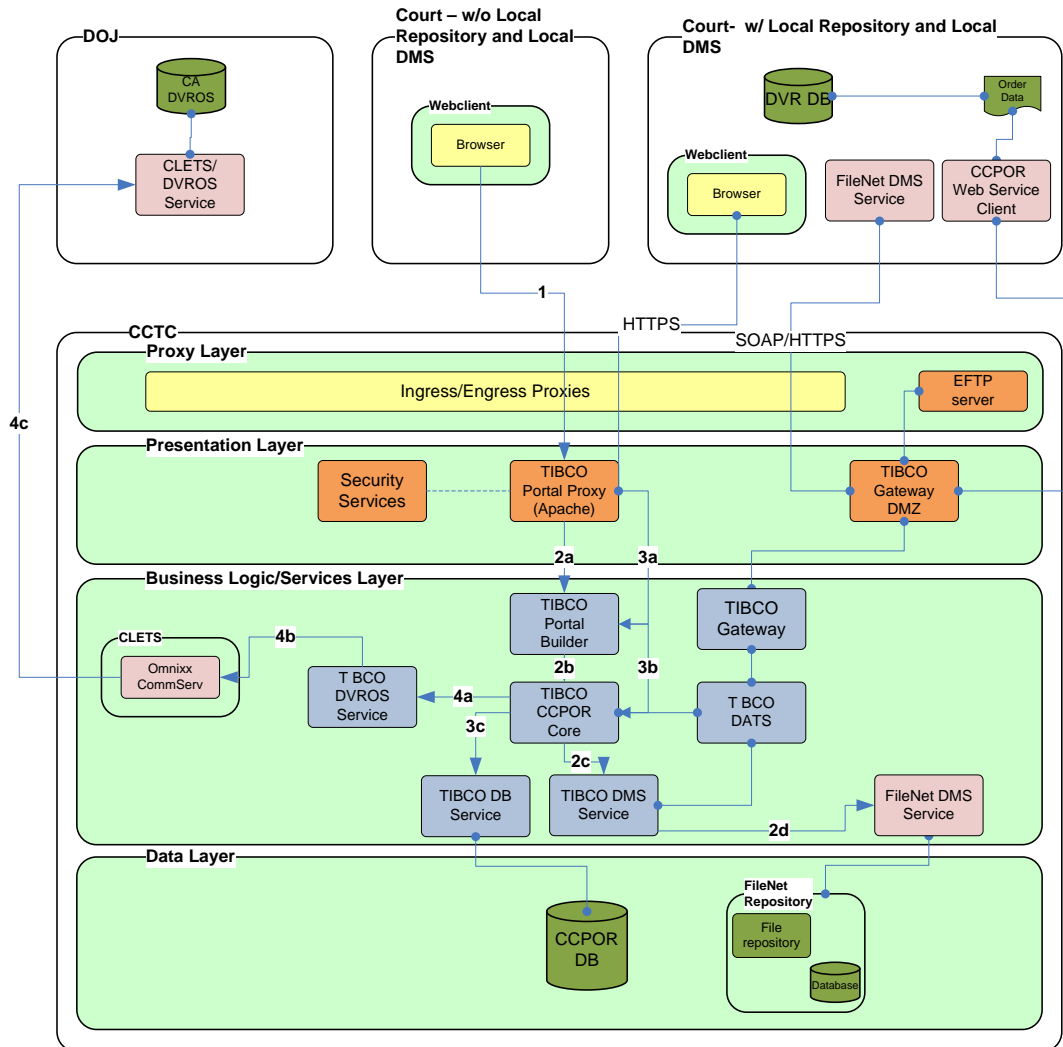 DOJ
CA
DVROS
CLETS/
DVROS
Service
Court – w/o Local
Repository and Local
DMS
Webclient
Browser
Court-  w/ Local Repository and Local
DMS
DVR DB
Order
Data
Webclient
Browser
FileNet DMS
Service
CCPOR
Web Service
Client
1
HTTPS
SOAP/HTTPS
4c
CCTC
Proxy Layer
Ingress/Engress Proxies
EFTP
server
Presentation Layer
Security
Services
TIBCO
Portal Proxy
(Apache)
TIBCO
Gateway
DMZ
2a
3a
Business Logic/Services Layer
TIBCO
Portal
Builder
TIBCO
Gateway
CLETS
Omnixx
CommServ
4b
T BCO
DVROS
Service
2b
3b
4a
TIBCO
CCPOR
Core
T BCO
DATS
3c
2c
TIBCO DB
Service
TIBCO DMS
Service
2d
FileNet DMS
Service
Data Layer
CCPOR
DB
FileNet
Repository
File
repository
Database